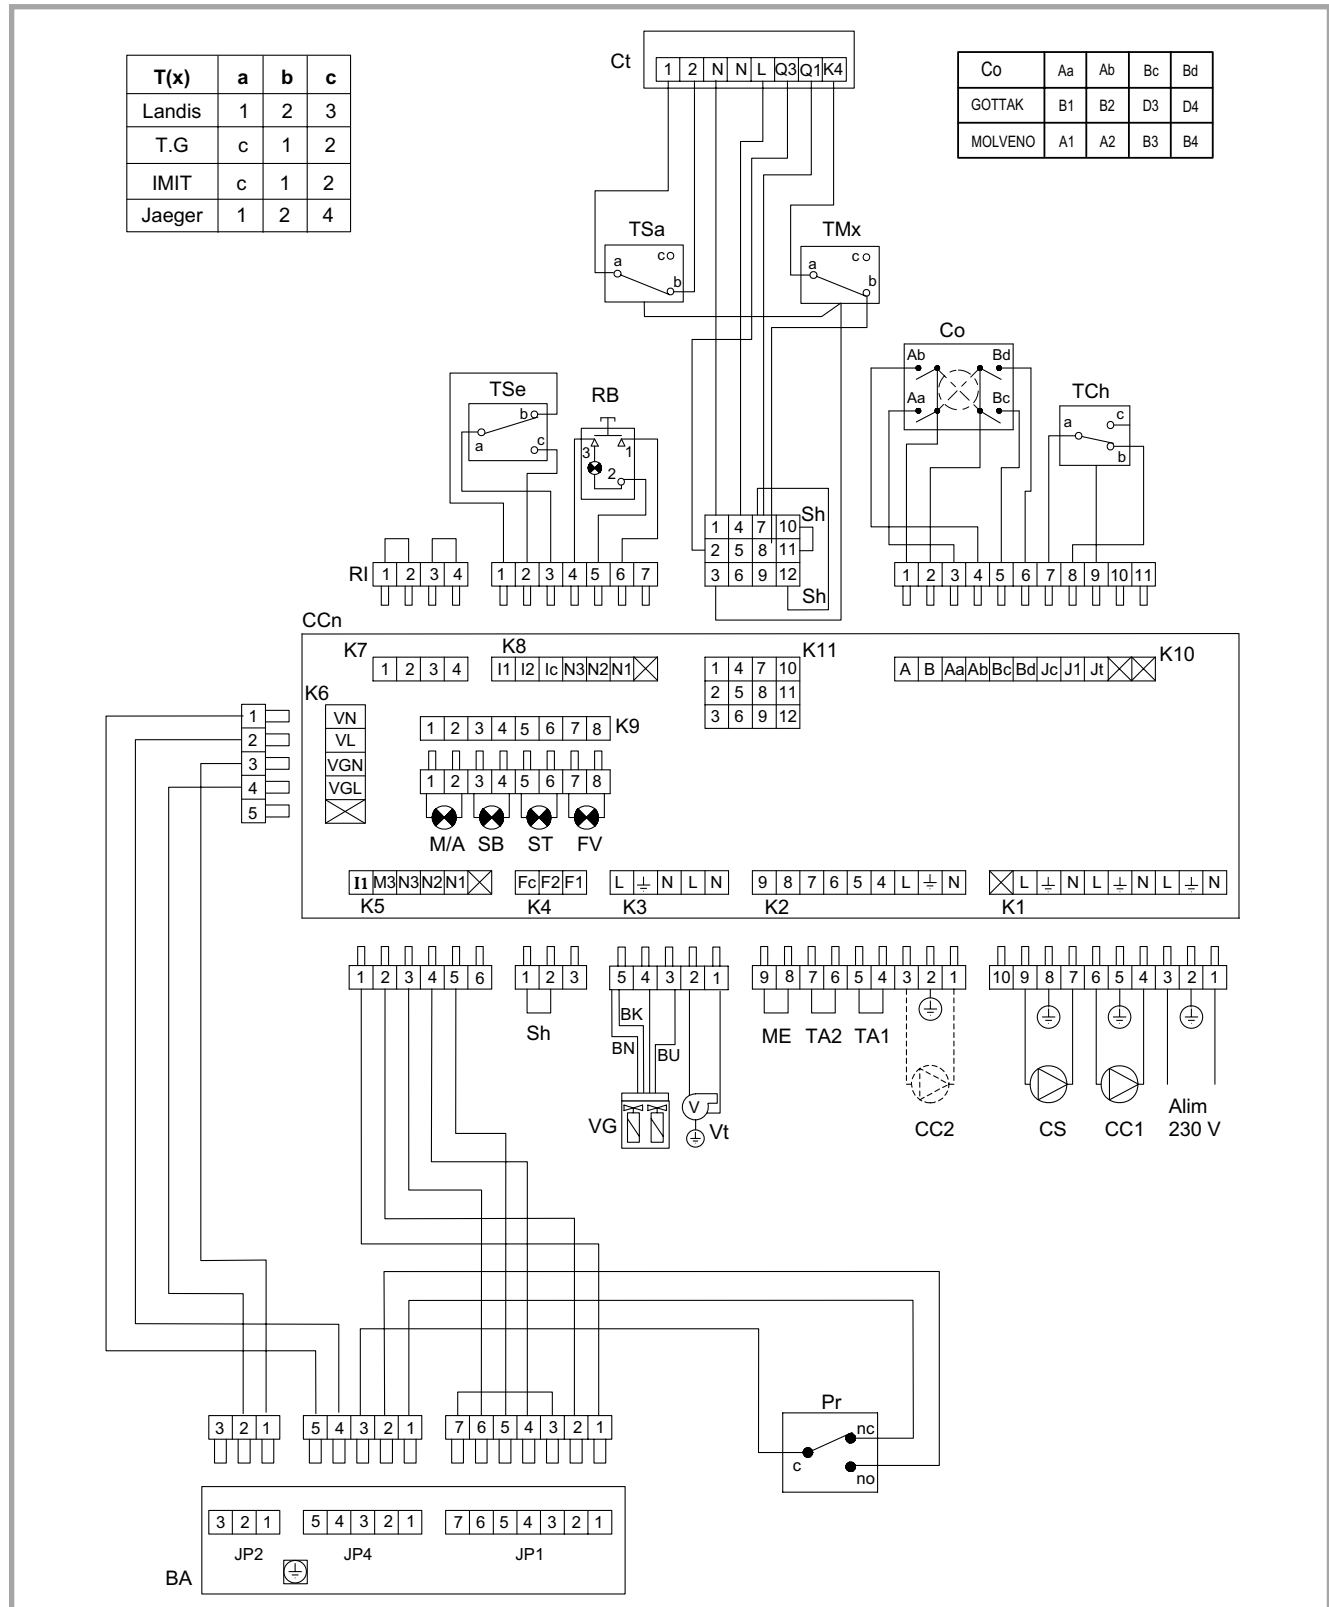 Ct
1 2 N N L Q3 Q1 K4
T(x) a b c
Landis 1 2 3
T.G c 1 2
IMIT c 1 2
Jaeger 1 2 4
Co Aa Ab Bc Bd
GOTTAK B1 B2 D3 D4
MOLVENO A1 A2 B3 B4
TSa
a c b
TMx
a c b
Co
Ab Bd
Aa Bc
TCh
a c b
TSe
b a c
RB
3 1
2
1 4 7 10 Sh
2 5 8 11
3 6 9 12
Sh
RI 1 2 3 4
1 2 3 4 5 6 7
1 2 3 4 5 6 7 8 9 10 11
CCn
K7
1 2 3 4
K8
I1 I2 Ic N3 N2 N1
K11
1 4 7 10
2 5 8 11
3 6 9 12
A B Aa Ab Bc Bd Jc J1 Jt K10
K6
1 VN
2 VL
3 VGN
4 VGL
5
1 2 3 4 5 6 7 8 K9
1 2 3 4 5 6 7 8
M/A SB ST FV
I1 M3 N3 N2 N1
K5
Fc F2 F1
K4
L N L N
K3
9 8 7 6 5 4 L N
K2
L N L N L N
K1
1 2 3 4 5 6
1 2 3
Sh
5 4 3 2 1
BK
BN BU
VG
V
Vt
9 8 7 6 5 4 3 2 1
ME TA2 TA1
CC2
10 9 8 7 6 5 4 3 2 1
CS CC1
Alim
230 V
Pr
nc
c
no
3 2 1
5 4 3 2 1
7 6 5 4 3 2 1
3 2 1
5 4 3 2 1
7 6 5 4 3 2 1
JP2 JP4 JP1
BA